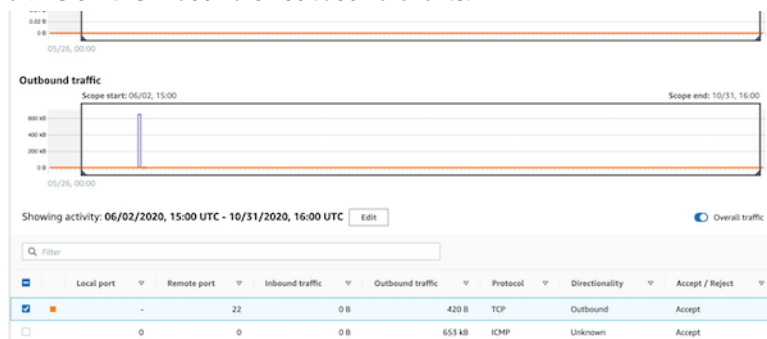 0.02 B
0 B
05/26, 00:00
Outbound traffic
Scope start: 06/02, 15:00 Scope end: 10/31, 16:00
600 kB
400 kB
200 kB
0 B
05/26, 00:00
Showing activity: 06/02/2020, 15:00 UTC - 10/31/2020, 16:00 UTC Edit Overall traffic
Filter
Local port Remote port Inbound traffic Outbound traffic Protocol Directionality Accept / Reject
- 22 0 B 420 B TCP Outbound Accept
0 0 0 B 653 kB ICMP Unknown Accept